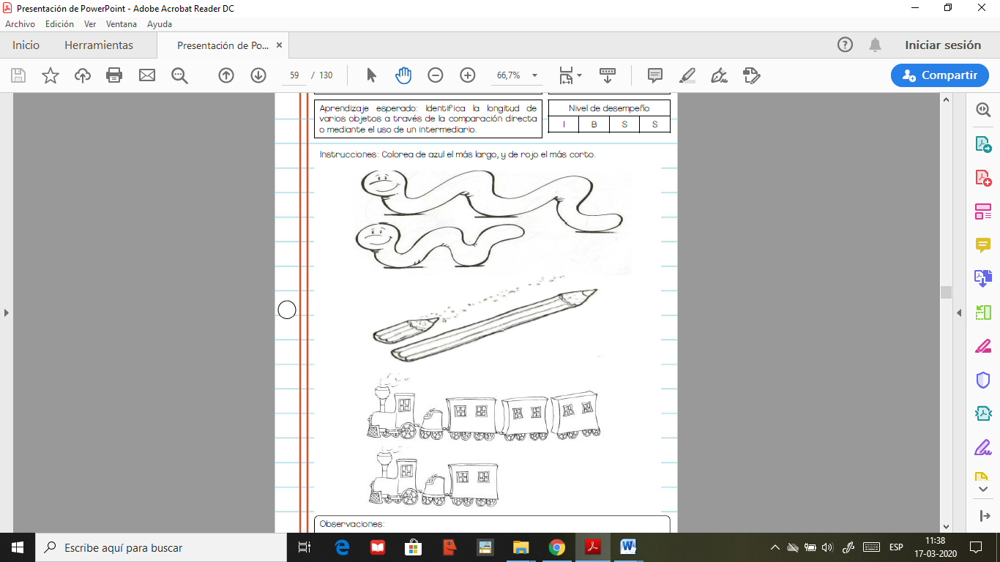 Presentación de PowerPoint - Adobe Acrobat Reader DC
Archivo Edición Ver Ventana Ayuda
Inicio Herramientas Presentación de Po... Iniciar sesión
59 / 130 66,7% Compartir
Aprendizaje esperado: Identifica la longitud de
varios objetos a través de la comparación directa
o mediante el uso de un intermediario.
Nivel de desempeño
I B S S
Instrucciones: Colorea de azul el más largo, y de rojo el más corto.
Observaciones:
Escribe aquí para buscar
ESP
11:38
17-03-2020